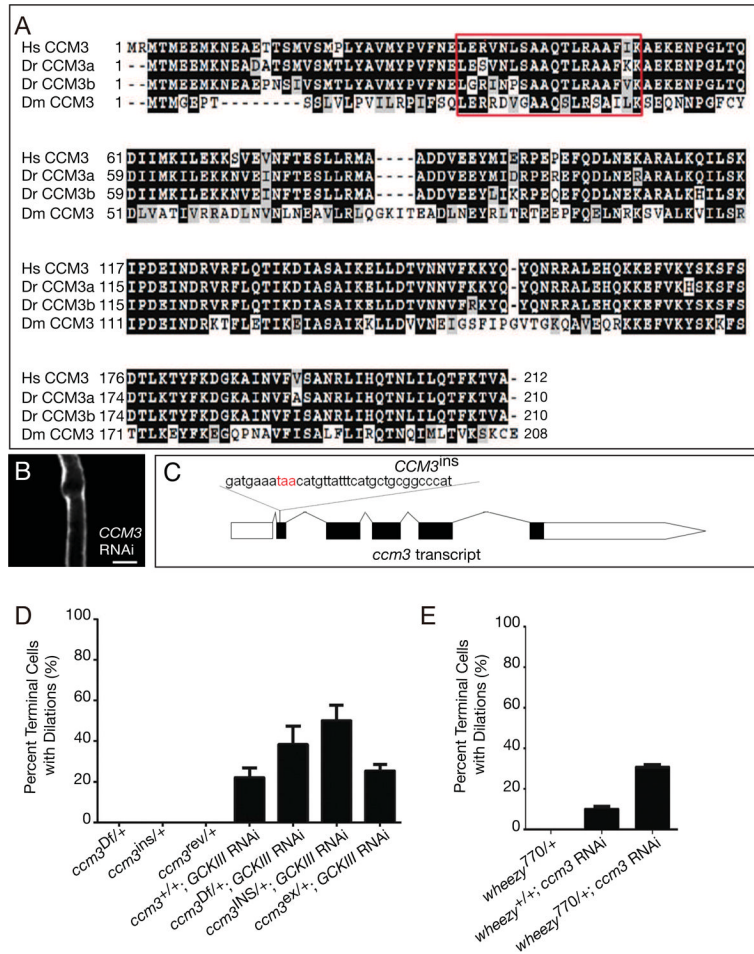 A
Hs CCM3 1 MRMTMEEMKNEAETTSMVSMPLYAVMYPVFNELERVNLSAAQTLRAAFIKAEKENPGLTQ
Dr CCM3a 1 --MTMEEMKNEADATSMVSMTLYAVMYPVFNELESVNLSAAQTLRAAFKKAEKENPGLTQ
Dr CCM3b 1 --MTMEEMKNEAEPNSIVSMTLYAVMYPVFNELGRINPSAAQTLRAAFVKAEKENPGLTQ
Dm CCM3 1 --MTMGEPT--------SSLVLPVILRPIFSQLERRDVGAAQSLRSAILKSEQNNPGFCY
Hs CCM3 61 DIIMKILEKKSVEVNFTESLLRMA----ADDVEEYMIERPEPEFQDLNEKARALKQILSK
Dr CCM3a 59 DIIMKILEKKNVEINFTESLLRMA----ADDVEEYMIDRPEREFQDLNERARALKQILSK
Dr CCM3b 59 DIIMKILEKKNVEINFTESLLRMA----ADDVEEYLIKRPEQEFQDLNEKARALKHILSK
Dm CCM3 51 DLVATIVRRADLNVNLNEAVLRLQGKITEADLNEYRLTRTEEPFQELNRKSVALKVILSR
Hs CCM3 117 IPDEINDRVRFLQTIKDIASAIKELLDTVNNVFKKYQ-YQNRRALEHQKKEFVKYSKSFS
Dr CCM3a 115 IPDEINDRVRFLQTIKDIASAIKELLDTVNNVFKKYQ-YQNRRALEHQKKEFVKHSKSFS
Dr CCM3b 115 IPDEINDRVRFLQTIKDIASAIKELLDTVNNVFRKYQ-YQNRRALEHQKKEFVKYSKSFS
Dm CCM3 111 IPDEINDRKTFLETIKEIASAIKKLLDVVNEIGSFIPGVTGKQAVEQRKKEFVKYSKKFS
Hs CCM3 176 DTLKTYFKDGKAINVFVSANRLIHQTNLILQTFKTVA- 212
Dr CCM3a 174 DTLKTYFKDGKAINVFASANRLIHQTNLILQTFKTVA- 210
Dr CCM3b 174 DTLKTYFKDGKAINVFISANRLIHQTNLILQTFKTVA- 210
Dm CCM3 171 TTLKEYFKEGQPNAVFISALFLIRQTNQIMLTVKSKCE 208
B
CCM3
RNAi
C
CCM3ins
gatgaaataacatgttatttcatgctgcggcccat
ccm3 transcript
D
Percent Terminal Cells
with Dilations (%)
100
80
60
40
20
0
ccm3Df/+
ccm3ins/+
ccm3rev/+
ccm3+/+; GCKIII RNAi
ccm3Df/+; GCKIII RNAi
ccm3INS/+; GCKIII RNAi
ccm3ex/+; GCKIII RNAi
E
Percent Terminal Cells
with Dilations (%)
100
80
60
40
20
0
wheezy770/+
wheezy+/+; ccm3 RNAi
wheezy770/+; ccm3 RNAi